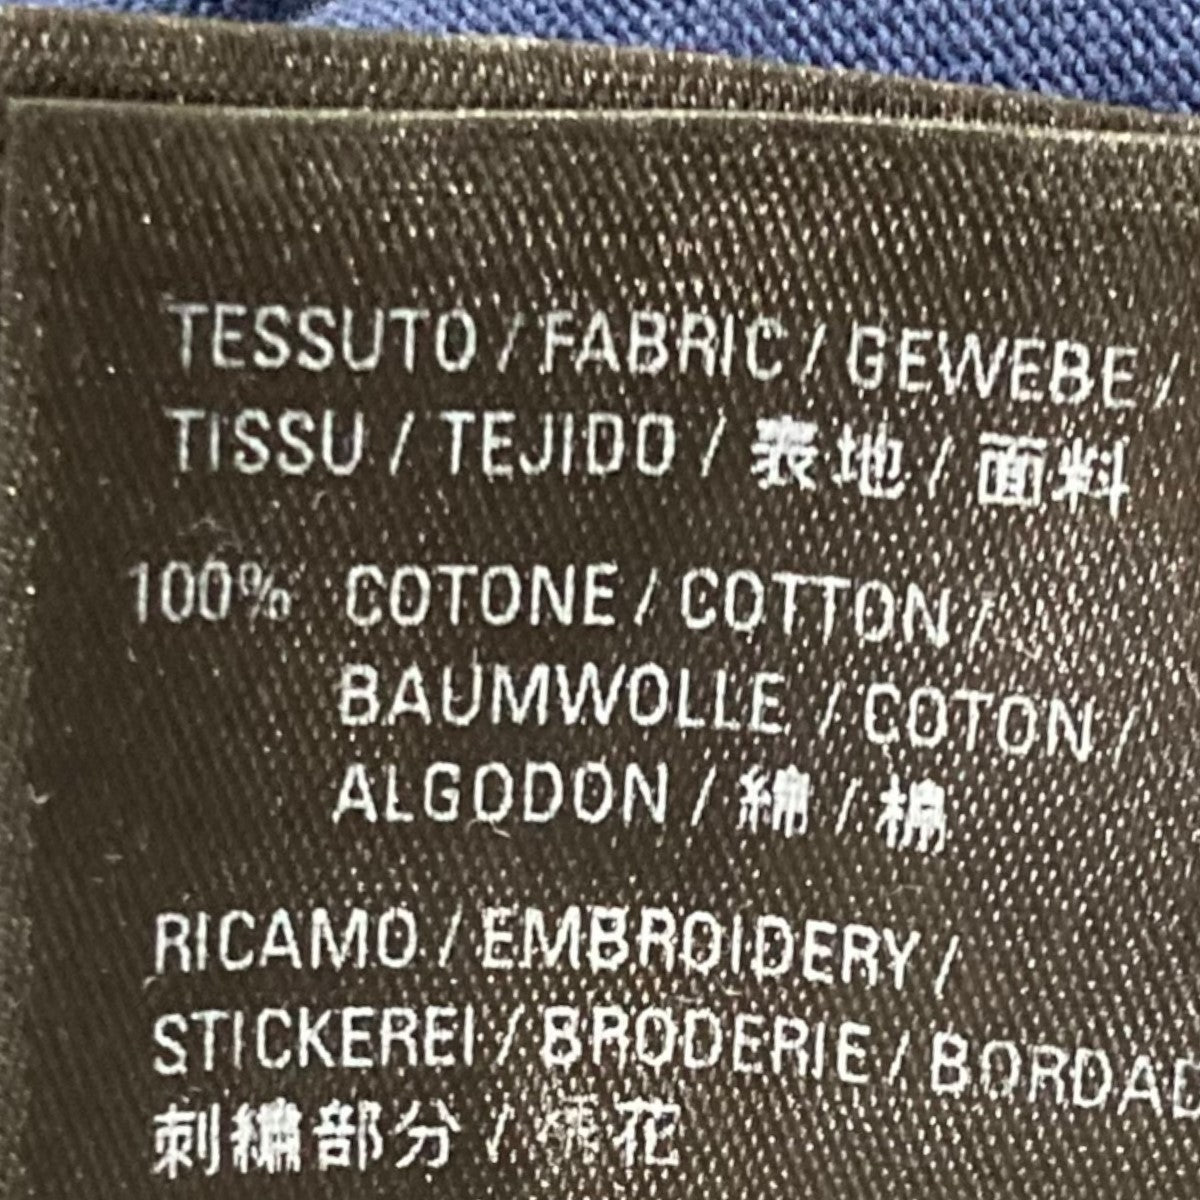 TESSUTO / FABRIC / GEWEBE /
TISSU / TEJIDO / 表地 / 面料
100% COTONE / COTTON /
BAUMWOLLE / COTON /
ALGODON / 綿 / 棉
RICAMO / EMBROIDERY /
STICKEREI / BRODERIE / BORDAD
刺繍部分 / 绣花